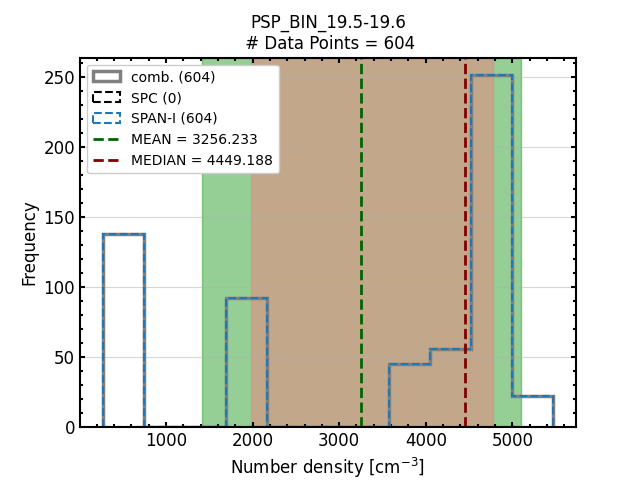 PSP_BIN_19.5-19.6
# Data Points = 604
comb. (604)
SPC (0)
SPAN-I (604)
MEAN = 3256.233
MEDIAN = 4449.188
Frequency
250
200
150
100
50
0
1000 2000 3000 4000 5000
Number density [cm⁻³]